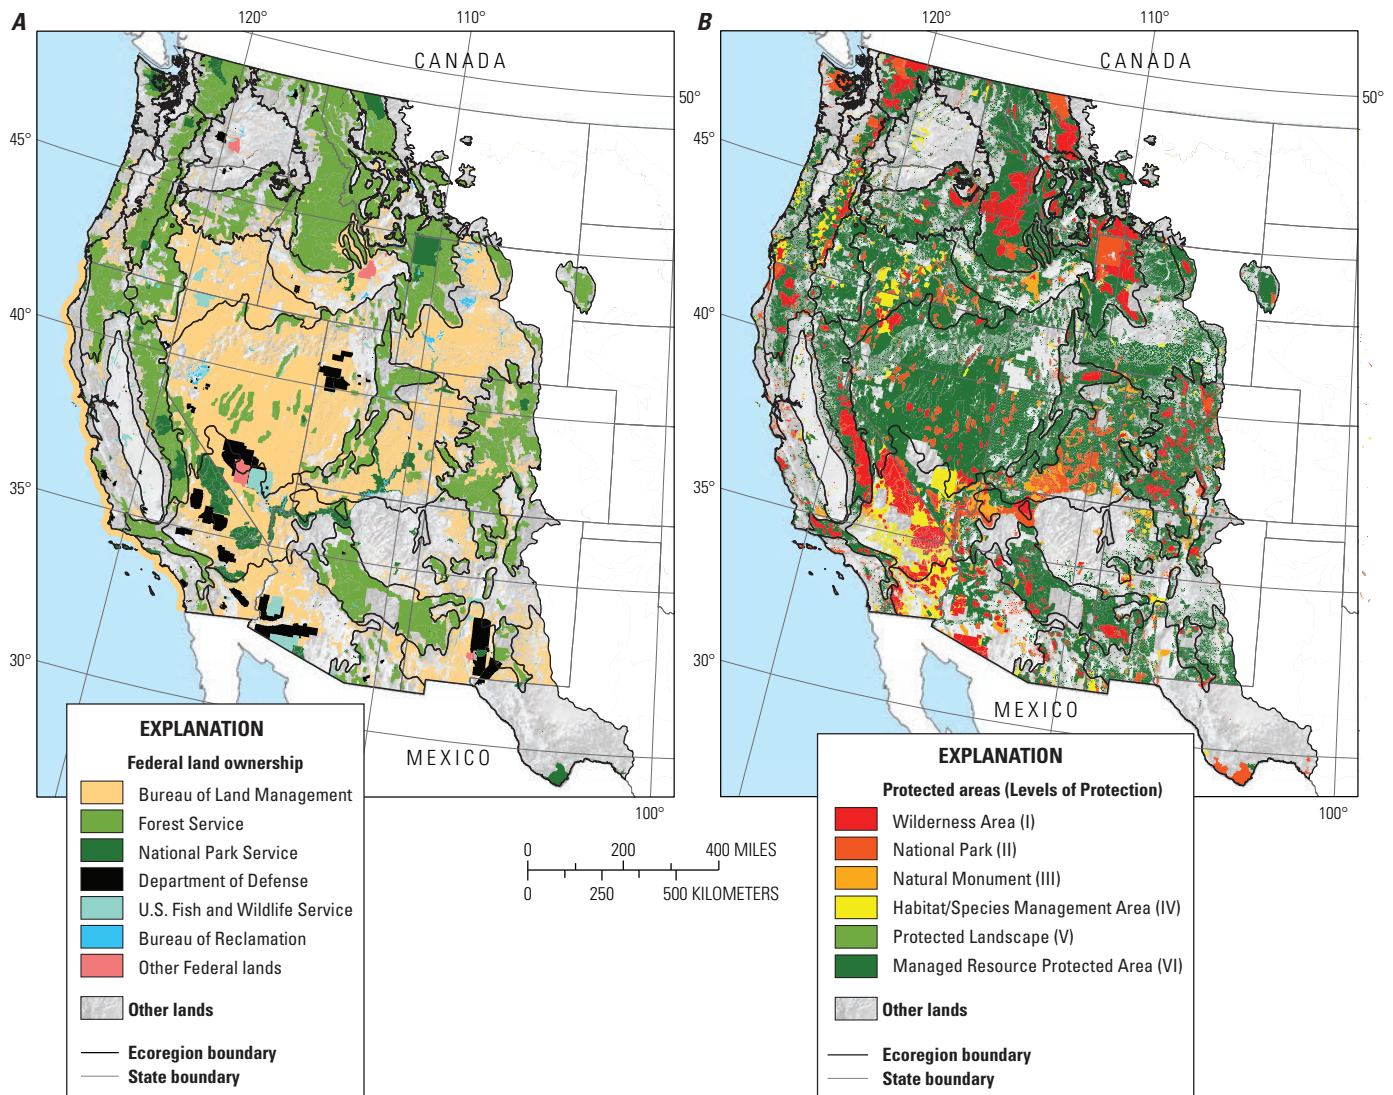 A
120°
110°
CANADA
45°
40°
35°
30°
MEXICO
100°
EXPLANATION
Federal land ownership
Bureau of Land Management
Forest Service
National Park Service
Department of Defense
U.S. Fish and Wildlife Service
Bureau of Reclamation
Other Federal lands
Other lands
Ecoregion boundary
State boundary
0 200 400 MILES
0 250 500 KILOMETERS
B
120°
110°
CANADA
50°
45°
40°
35°
30°
MEXICO
100°
EXPLANATION
Protected areas (Levels of Protection)
Wilderness Area (I)
National Park (II)
Natural Monument (III)
Habitat/Species Management Area (IV)
Protected Landscape (V)
Managed Resource Protected Area (VI)
Other lands
Ecoregion boundary
State boundary
50°